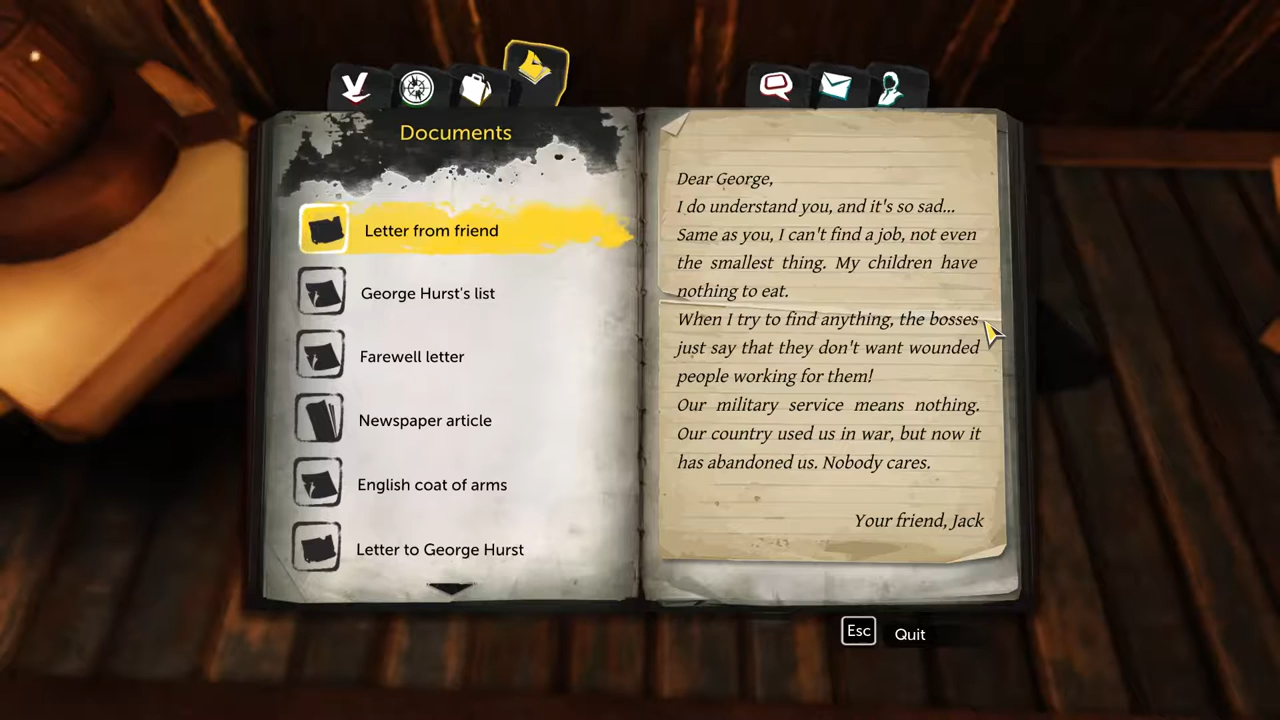 Documents
Letter from friend
George Hurst's list
Farewell letter
Newspaper article
English coat of arms
Letter to George Hurst
Dear George,
I do understand you, and it's so sad...
Same as you, I can't find a job, not even
the smallest thing. My children have
nothing to eat.
When I try to find anything, the bosses
just say that they don't want wounded
people working for them!
Our military service means nothing.
Our country used us in war, but now it
has abandoned us. Nobody cares.
Your friend, Jack
Esc Quit